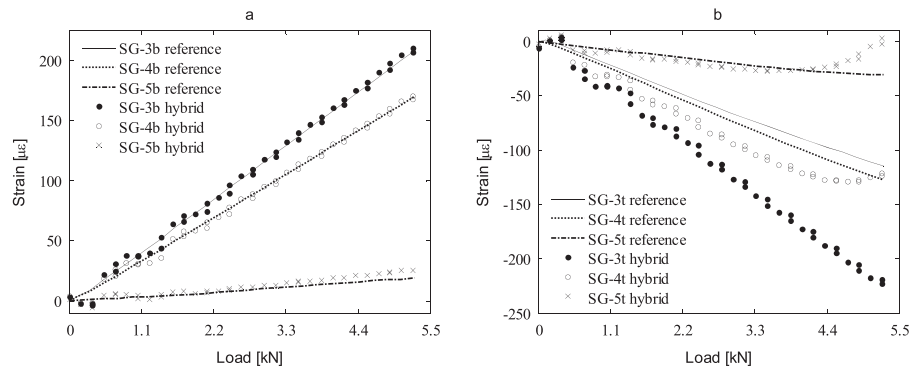 a
Strain [με]
200
150
100
50
0
SG-3b reference
SG-4b reference
SG-5b reference
SG-3b hybrid
SG-4b hybrid
SG-5b hybrid
0 1.1 2.2 3.3 4.4 5.5
Load [kN]
b
Strain [με]
0
-50
-100
-150
-200
-250
SG-3t reference
SG-4t reference
SG-5t reference
SG-3t hybrid
SG-4t hybrid
SG-5t hybrid
0 1.1 2.2 3.3 4.4 5.5
Load [kN]